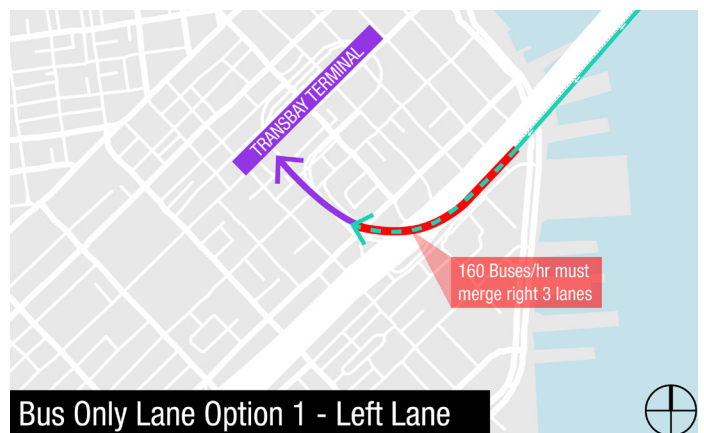 TRANSBAY TERMINAL
160 Buses/hr must
merge right 3 lanes
Bus Only Lane Option 1 - Left Lane